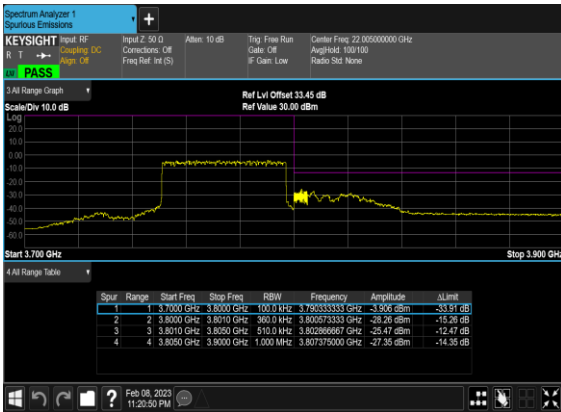 Spectrum Analyzer 1
Spurious Emissions
+
KEYSIGHT Input: RF Input Z: 50 Ω Atten: 10 dB Trig: Free Run Center Freq: 22.005000000 GHz
R T Coupling: DC Corrections: Off Gate: Off Avg|Hold: 100/100
Align: Off Freq Ref: Int (S) IF Gain: Low Radio Std: None
PASS
3 All Range Graph Ref Lvl Offset 33.45 dB
Scale/Div 10.0 dB Ref Value 30.00 dBm
Log
20.0
10.0
0.00
-10.0
-20.0
-30.0
-40.0
-50.0
-60.0
Start 3.700 GHz Stop 3.900 GHz
4 All Range Table
Spur Range Start Freq Stop Freq RBW Frequency Amplitude ΔLimit
1 1 3.7000 GHz 3.8000 GHz 100.0 kHz 3.790333333 GHz -3.906 dBm -33.91 dB
2 2 3.8000 GHz 3.8010 GHz 360.0 kHz 3.800573333 GHz -28.26 dBm -15.26 dB
3 3 3.8010 GHz 3.8050 GHz 510.0 kHz 3.802866667 GHz -25.47 dBm -12.47 dB
4 4 3.8050 GHz 3.9000 GHz 1.000 MHz 3.807375000 GHz -27.35 dBm -14.35 dB
? Feb 08, 2023
11:20:50 PM